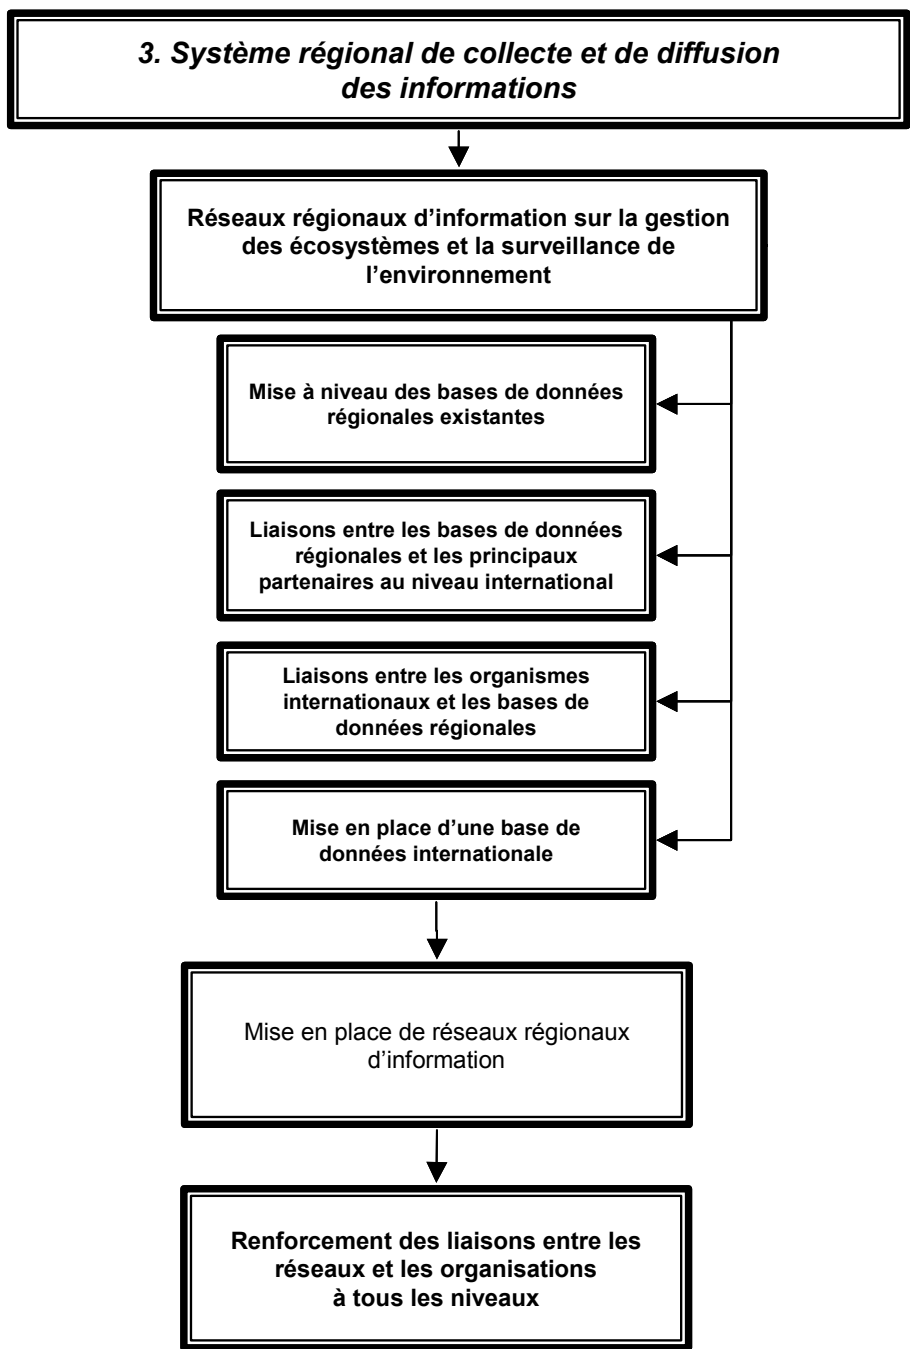 3. Système régional de collecte et de diffusion
des informations
Réseaux régionaux d’information sur la gestion
des écosystèmes et la surveillance de
l’environnement
Mise à niveau des bases de données
régionales existantes
Liaisons entre les bases de données
régionales et les principaux
partenaires au niveau international
Liaisons entre les organismes
internationaux et les bases de
données régionales
Mise en place d’une base de
données internationale
Mise en place de réseaux régionaux
d’information
Renforcement des liaisons entre les
réseaux et les organisations
à tous les niveaux